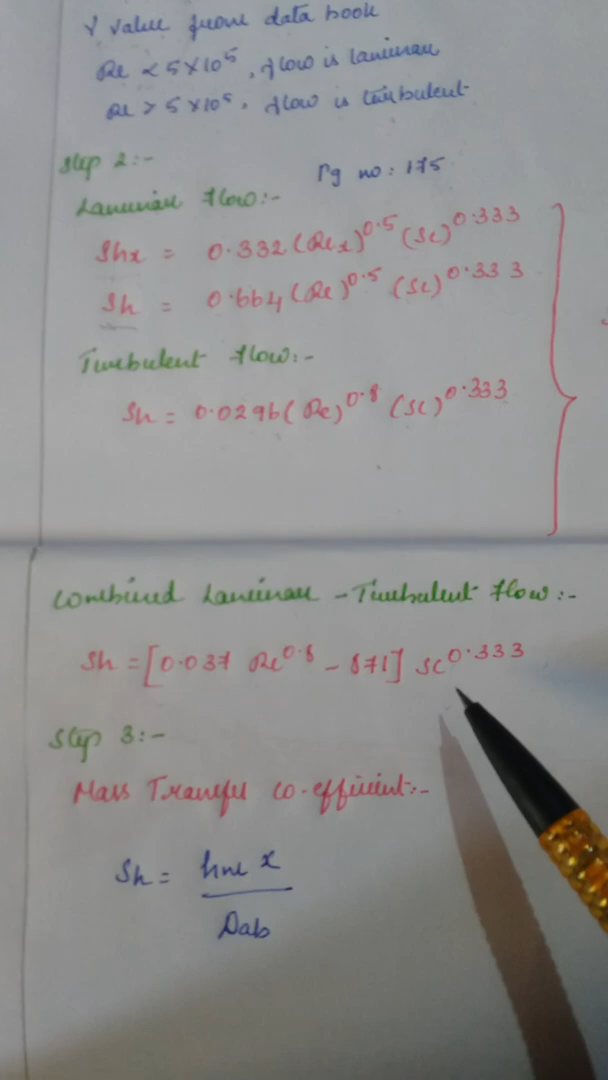 γ value from data book
Re < 5×10⁵, flow is laminar
Re > 5×10⁵, flow is turbulent
Step 2:-
Pg no: 175
Laminar Flow:-
Shx = 0.332 (Rex)^0.5 (Sc)^0.333
Sh = 0.664 (Re)^0.5 (Sc)^0.333
Turbulent Flow:-
Sh = 0.0296 (Re)^0.8 (Sc)^0.333
Combined Laminar - Turbulent Flow:-
Sh = [0.037 Re^0.8 - 871] Sc^0.333
Step 3:-
Mass Transfer Co-efficient:-
Sh = hm x
Dab